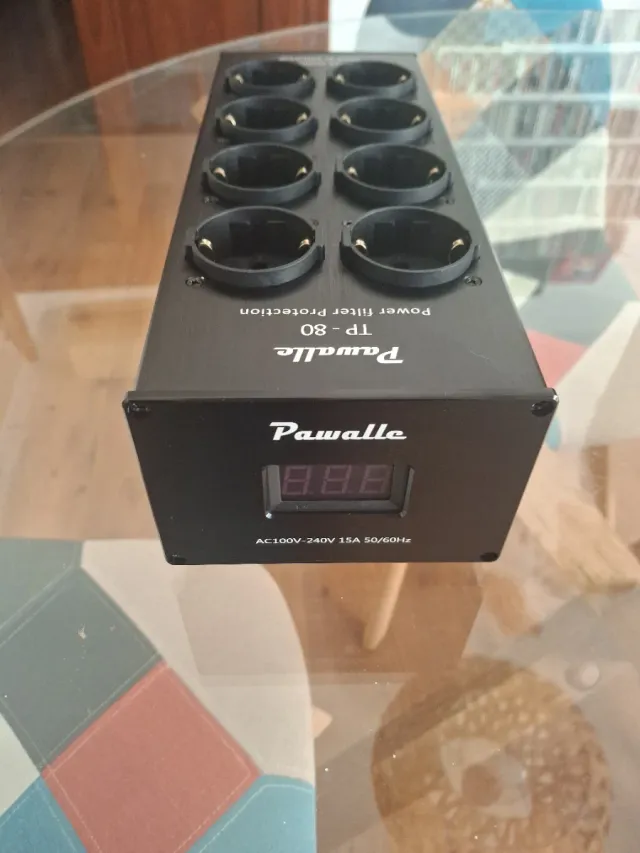 Power filter Protection
TP - 80
Pawalle
Pawalle
AC100V-240V 15A 50/60Hz